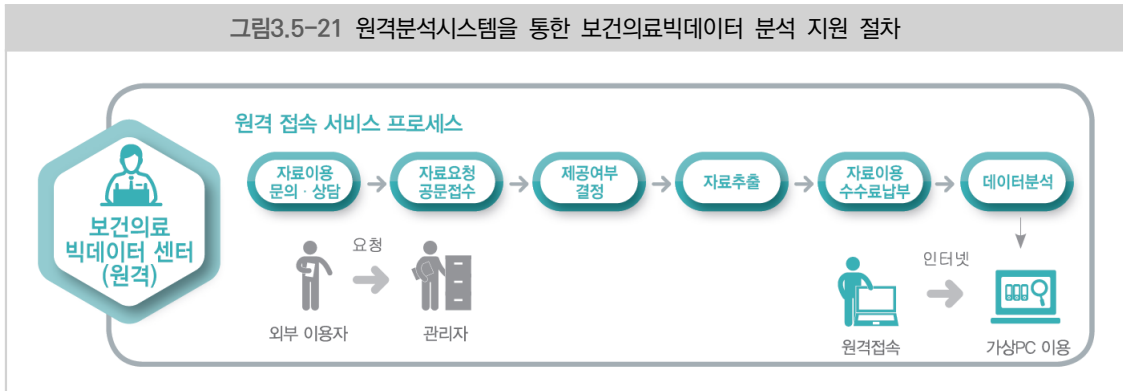 그림3.5-21 원격분석시스템을 통한 보건의료빅데이터 분석 지원 절차
원격 접속 서비스 프로세스
자료이용
문의 · 상담
자료요청
공문접수
제공여부
결정
자료추출
자료이용
수수료납부
데이터분석
보건의료
빅데이터 센터
(원격)
요청
외부 이용자
관리자
인터넷
원격접속
가상PC 이용